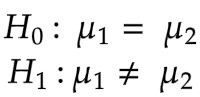 H₀ : μ₁ = μ₂
H₁ : μ₁ ≠ μ₂